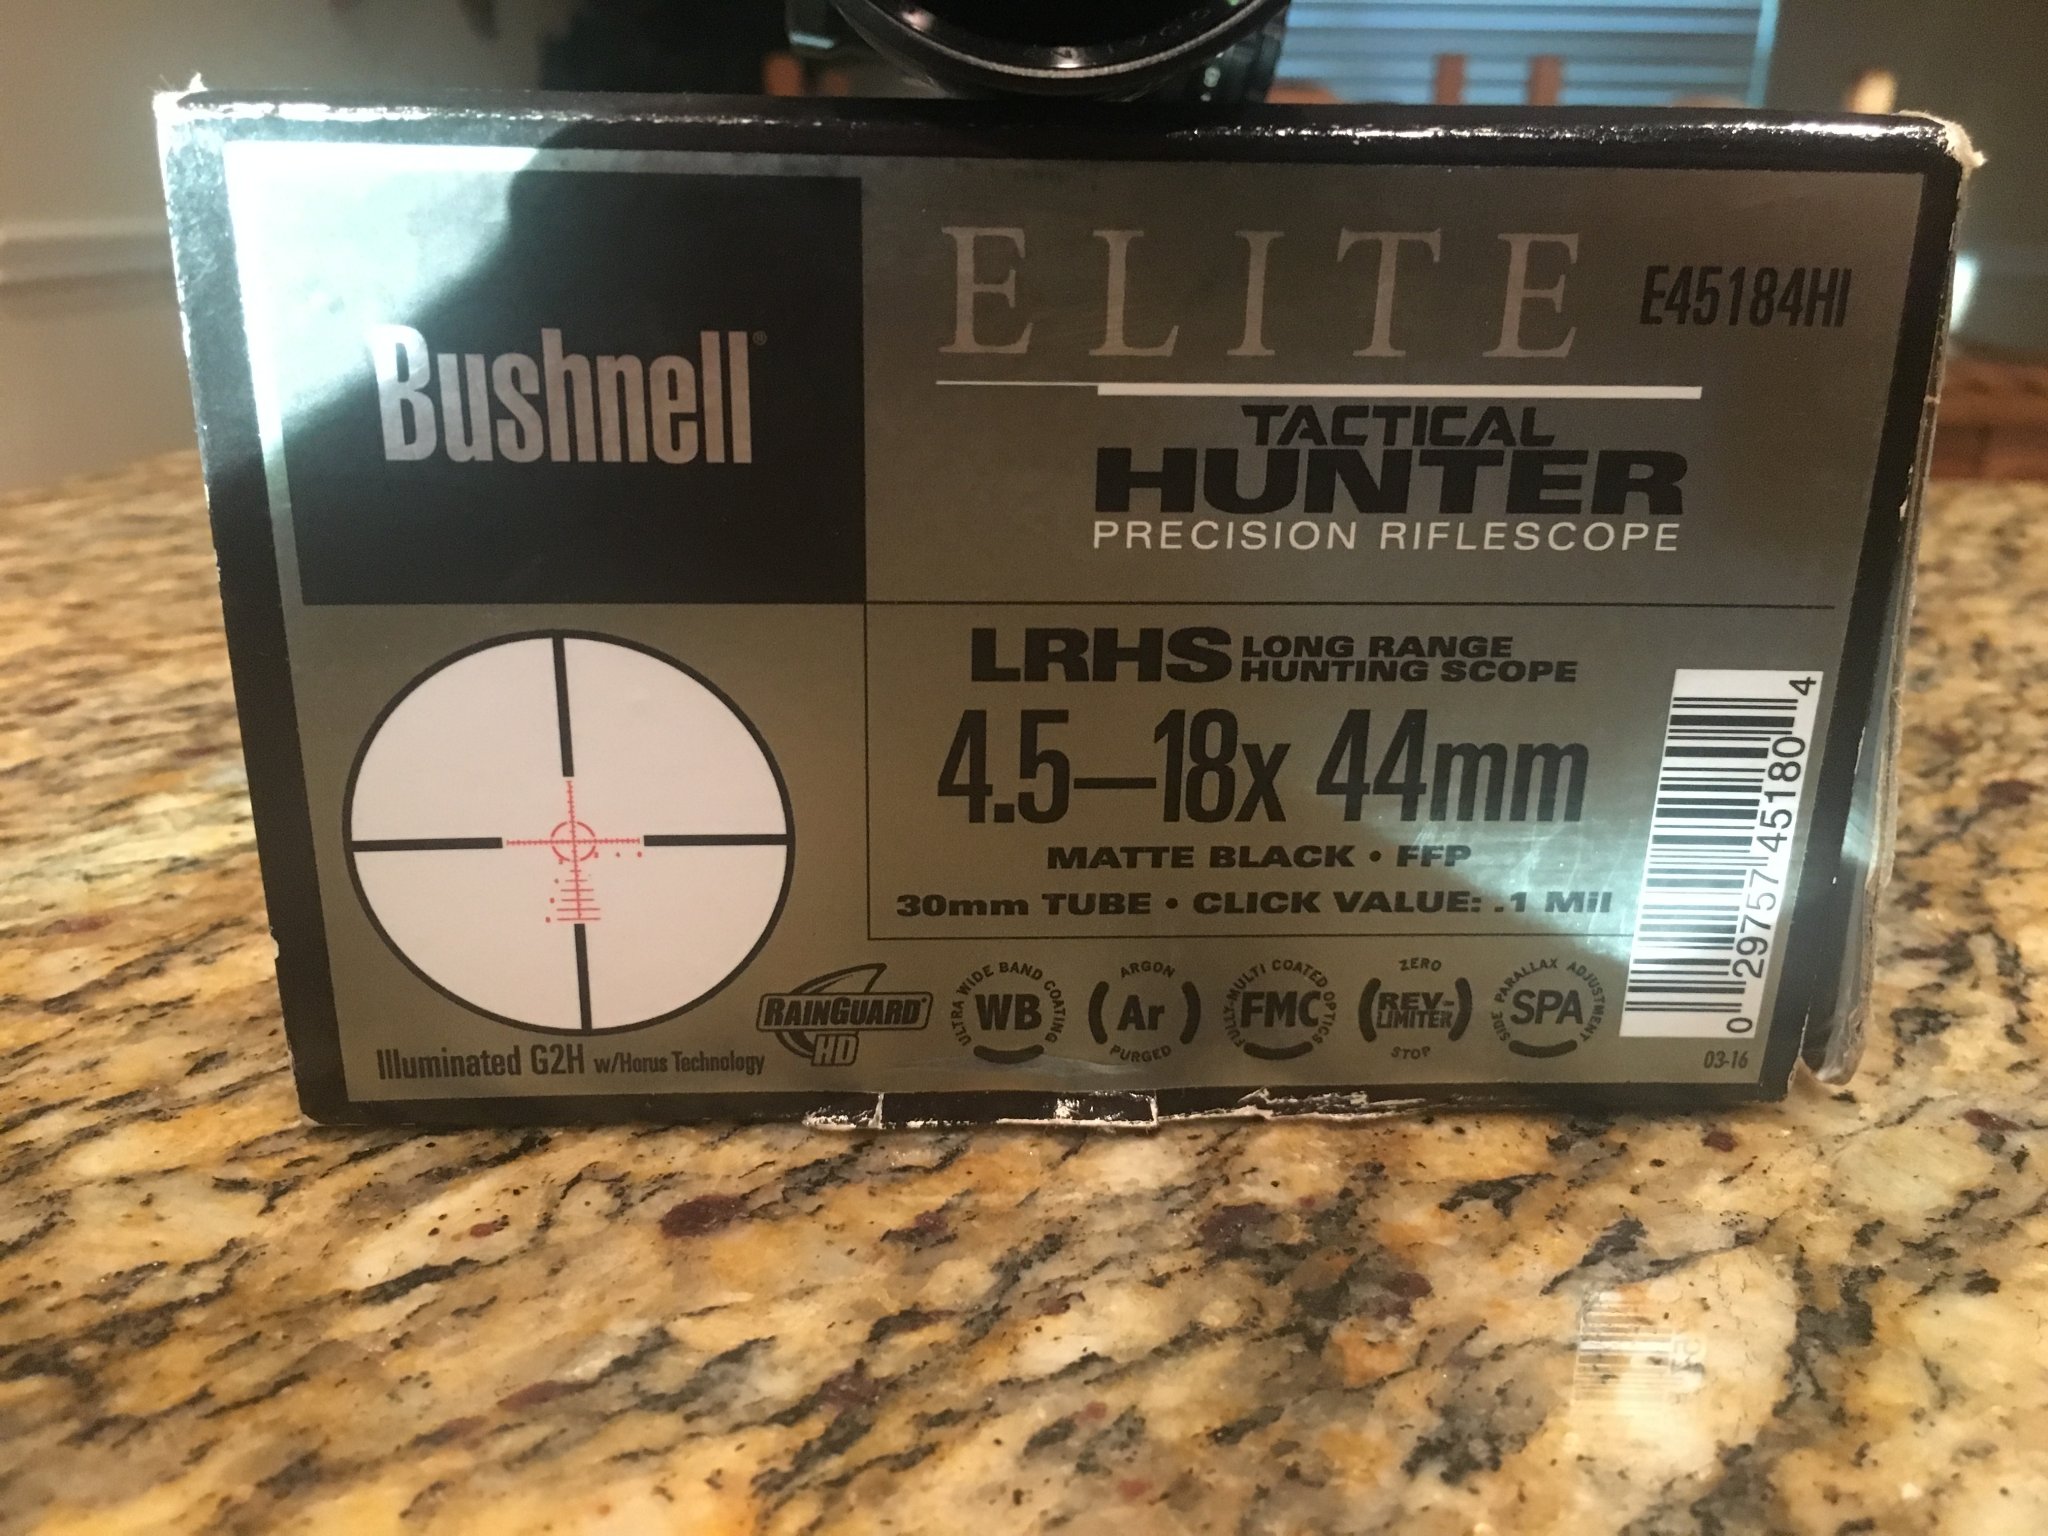 Bushnell®
ELITE
E45184HI
TACTICAL
HUNTER
PRECISION RIFLESCOPE
LRHS LONG RANGE
HUNTING SCOPE
4.5—18x 44mm
MATTE BLACK • FFP
30mm TUBE • CLICK VALUE: .1 Mil
Illuminated G2H w/Horus Technology
RAINGUARD®
HD
ULTRA WIDE BAND COATING
WB
ARGON
Ar
PURGED
FULLY-MULTI COATED OPTICS
FMC
ZERO
REV-
LIMITER
STOP
SIDE PARALLAX ADJUSTMENT
SPA
0 29757 45180 4
03-16